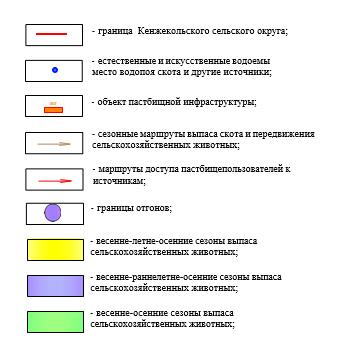 - граница Кенжекольского сельского округа;
- естественные и искусственные водоемы
место водопоя скота и другие источники;
- объект пастбищной инфраструктуры;
- сезонные маршруты выпаса скота и передвижения
сельскохозяйственных животных;
- маршруты доступа пастбищепользователей к
источникам;
- границы отгонов;
- весенне-летне-осенние сезоны выпаса
сельскохозяйственных животных;
- весенне-раннелетне-осенние сезоны выпаса
сельскохозяйственных животных;
- весенне-осенние сезоны выпаса
сельскохозяйственных животных;